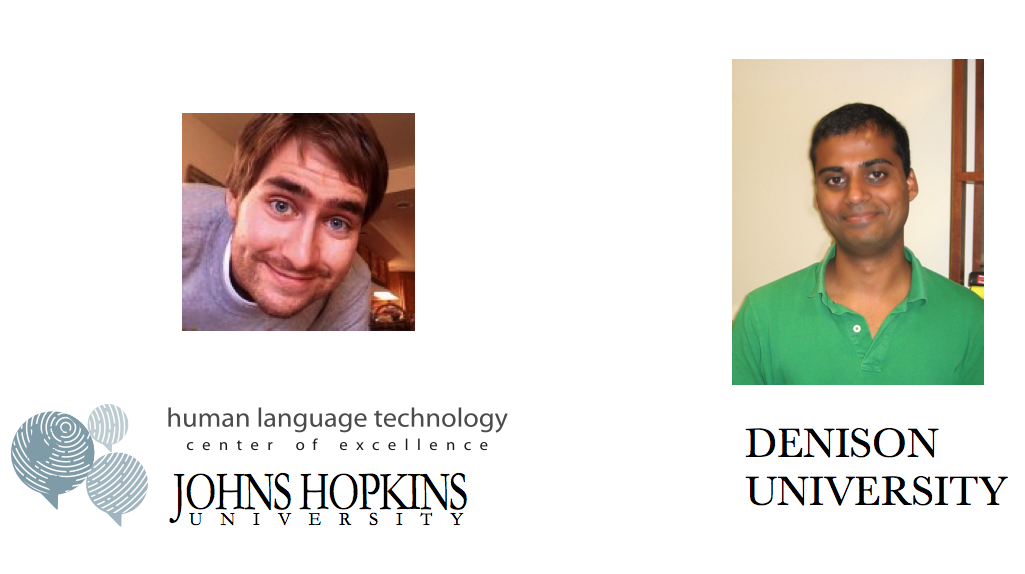 human language technology
center of excellence
JOHNS HOPKINS
UNIVERSITY
DENISON
UNIVERSITY